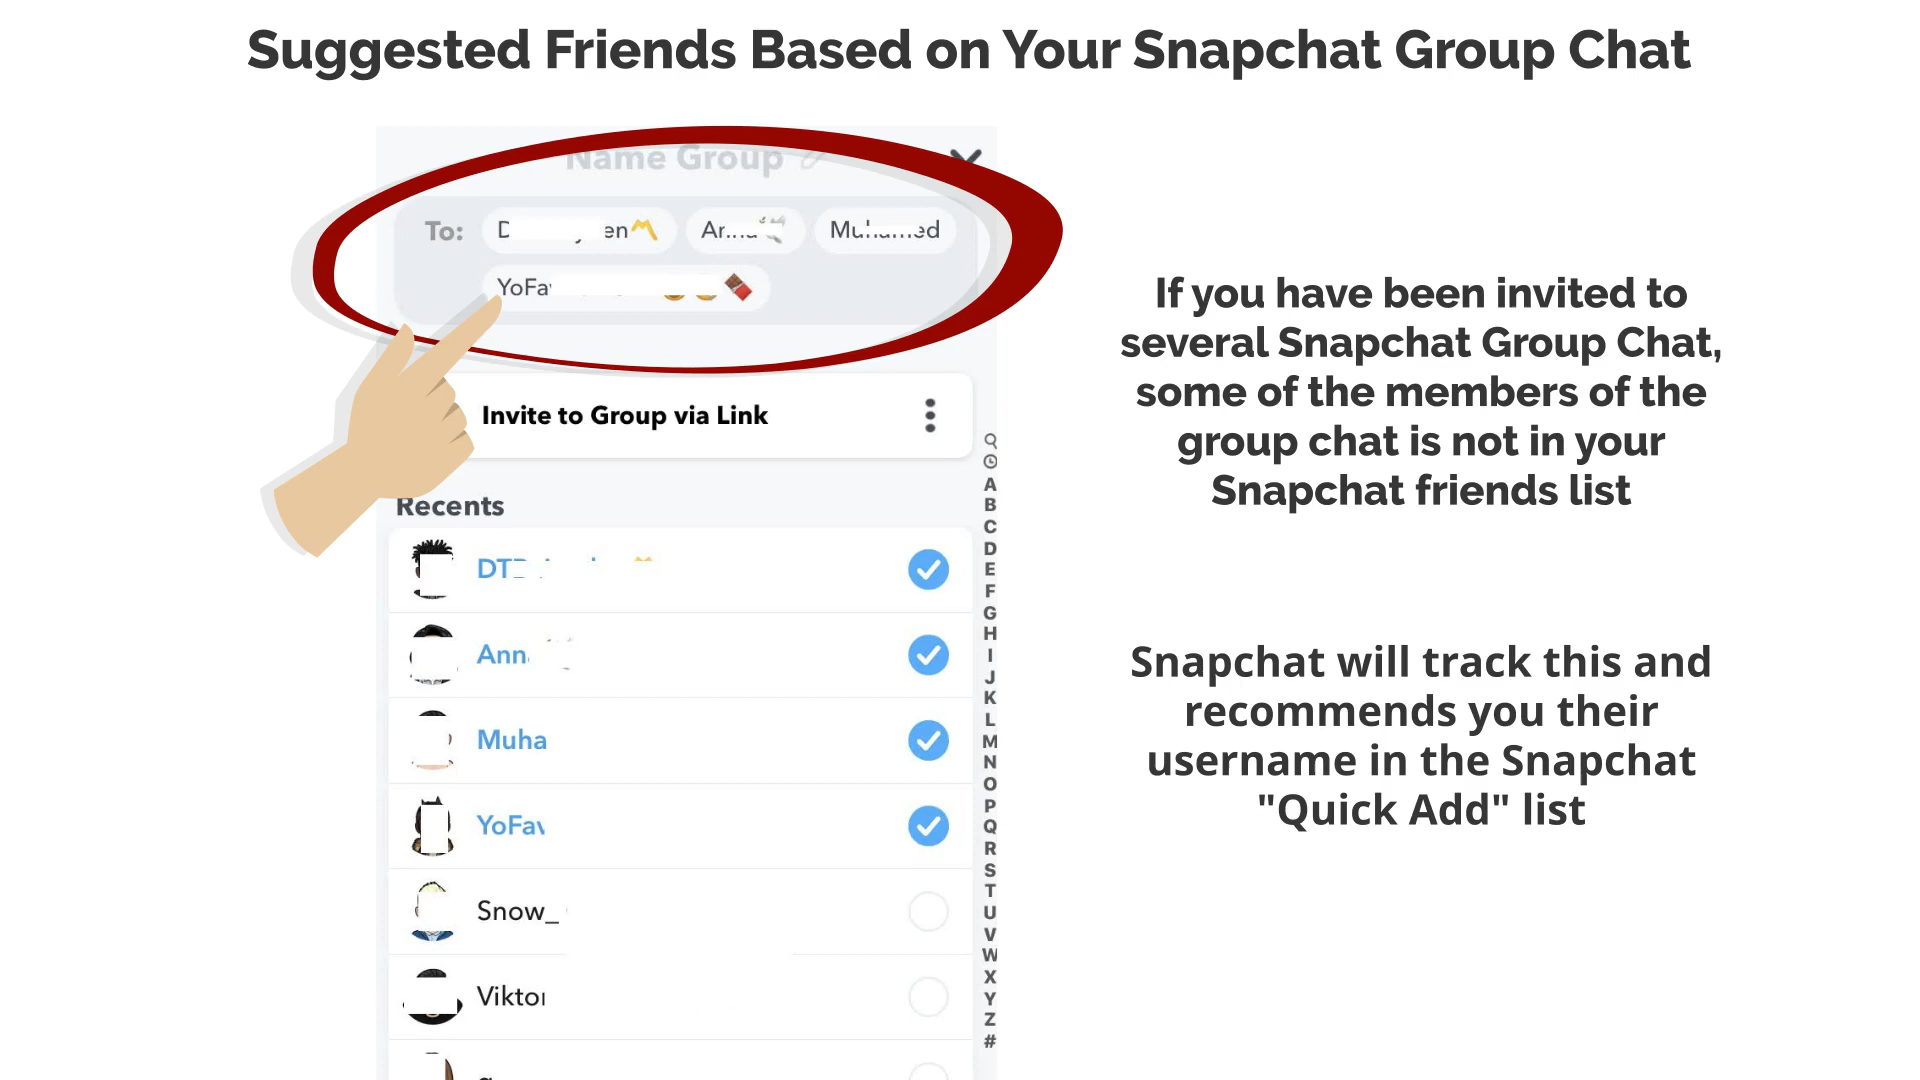 Suggested Friends Based on Your Snapchat Group Chat
Name Group
To:
Invite to Group via Link
Recents
Muha
YoFav
Snow_
Viktor
A
B
C
D
E
F
G
H
I
J
K
L
M
N
O
P
Q
R
S
T
U
V
W
X
Y
Z
#
If you have been invited to
several Snapchat Group Chat,
some of the members of the
group chat is not in your
Snapchat friends list
Snapchat will track this and
recommends you their
username in the Snapchat
"Quick Add" list